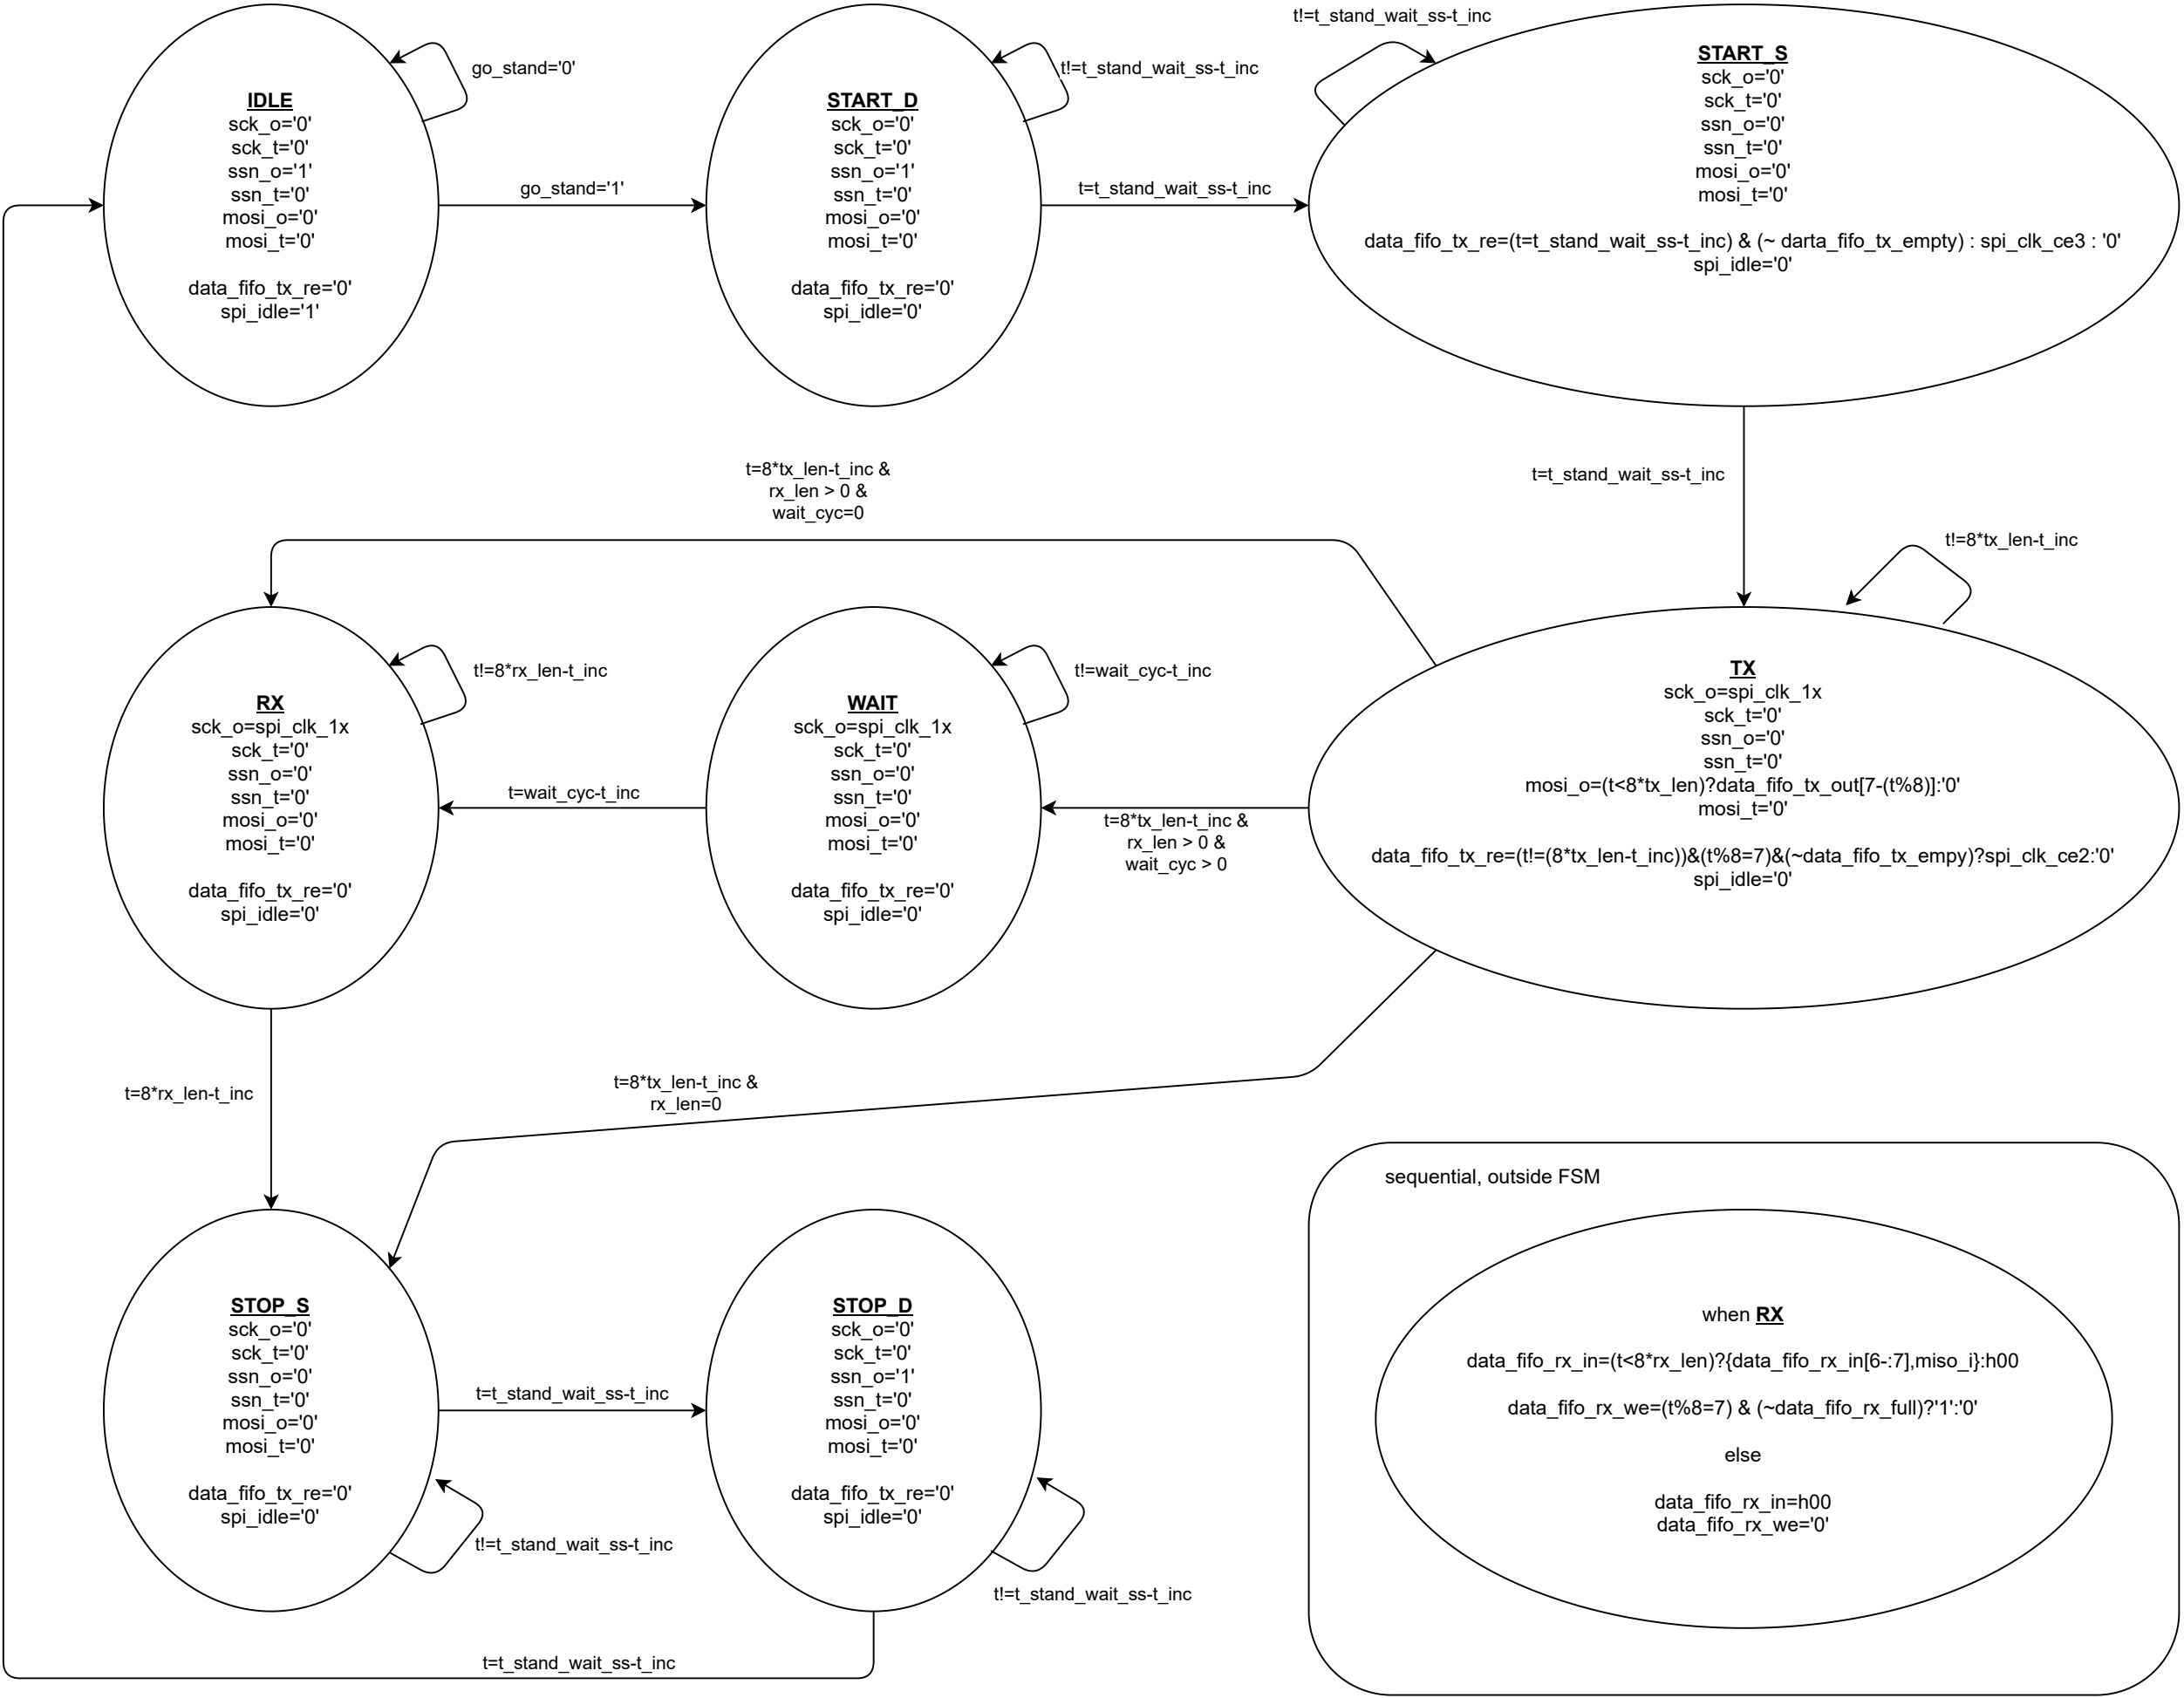 IDLE
sck_o='0'
sck_t='0'
ssn_o='1'
ssn_t='0'
mosi_o='0'
mosi_t='0'
data_fifo_tx_re='0'
spi_idle='1'
go_stand='0'
go_stand='1'
START_D
sck_o='0'
sck_t='0'
ssn_o='1'
ssn_t='0'
mosi_o='0'
mosi_t='0'
data_fifo_tx_re='0'
spi_idle='0'
t!=t_stand_wait_ss-t_inc
t=t_stand_wait_ss-t_inc
t!=t_stand_wait_ss-t_inc
START_S
sck_o='0'
sck_t='0'
ssn_o='0'
ssn_t='0'
mosi_o='0'
mosi_t='0'
data_fifo_tx_re=(t=t_stand_wait_ss-t_inc) & (~ darta_fifo_tx_empty) : spi_clk_ce3 : '0'
spi_idle='0'
t=t_stand_wait_ss-t_inc
t=8*tx_len-t_inc &
rx_len > 0 &
wait_cyc=0
t!=8*tx_len-t_inc
RX
sck_o=spi_clk_1x
sck_t='0'
ssn_o='0'
ssn_t='0'
mosi_o='0'
mosi_t='0'
data_fifo_tx_re='0'
spi_idle='0'
t!=8*rx_len-t_inc
t=wait_cyc-t_inc
WAIT
sck_o=spi_clk_1x
sck_t='0'
ssn_o='0'
ssn_t='0'
mosi_o='0'
mosi_t='0'
data_fifo_tx_re='0'
spi_idle='0'
t!=wait_cyc-t_inc
t=8*tx_len-t_inc &
rx_len > 0 &
wait_cyc > 0
TX
sck_o=spi_clk_1x
sck_t='0'
ssn_o='0'
ssn_t='0'
mosi_o=(t<8*tx_len)?data_fifo_tx_out[7-(t%8)]:'0'
mosi_t='0'
data_fifo_tx_re=(t!=(8*tx_len-t_inc))&(t%8=7)&(~data_fifo_tx_empy)?spi_clk_ce2:'0'
spi_idle='0'
t=8*rx_len-t_inc
t=8*tx_len-t_inc &
rx_len=0
STOP_S
sck_o='0'
sck_t='0'
ssn_o='0'
ssn_t='0'
mosi_o='0'
mosi_t='0'
data_fifo_tx_re='0'
spi_idle='0'
t=t_stand_wait_ss-t_inc
t!=t_stand_wait_ss-t_inc
STOP_D
sck_o='0'
sck_t='0'
ssn_o='1'
ssn_t='0'
mosi_o='0'
mosi_t='0'
data_fifo_tx_re='0'
spi_idle='0'
t!=t_stand_wait_ss-t_inc
t=t_stand_wait_ss-t_inc
sequential, outside FSM
when RX
data_fifo_rx_in=(t<8*rx_len)?{data_fifo_rx_in[6-:7],miso_i}:h00
data_fifo_rx_we=(t%8=7) & (~data_fifo_rx_full)?'1':'0'
else
data_fifo_rx_in=h00
data_fifo_rx_we='0'